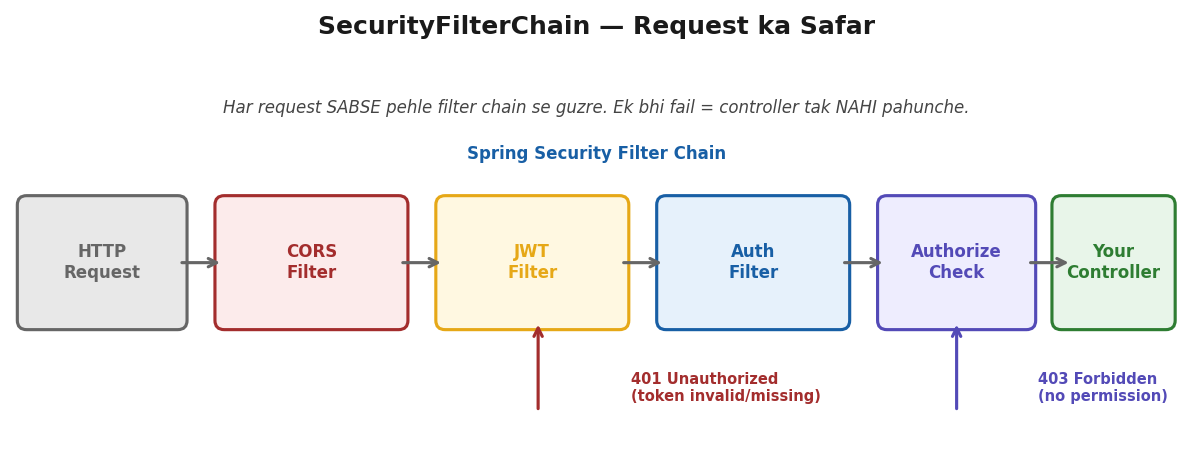 SecurityFilterChain — Request ka Safar
Har request SABSE pehle filter chain se guzre. Ek bhi fail = controller tak NAHI pahunche.
Spring Security Filter Chain
HTTP
Request
CORS
Filter
JWT
Filter
Auth
Filter
Authorize
Check
Your
Controller
401 Unauthorized
(token invalid/missing)
403 Forbidden
(no permission)